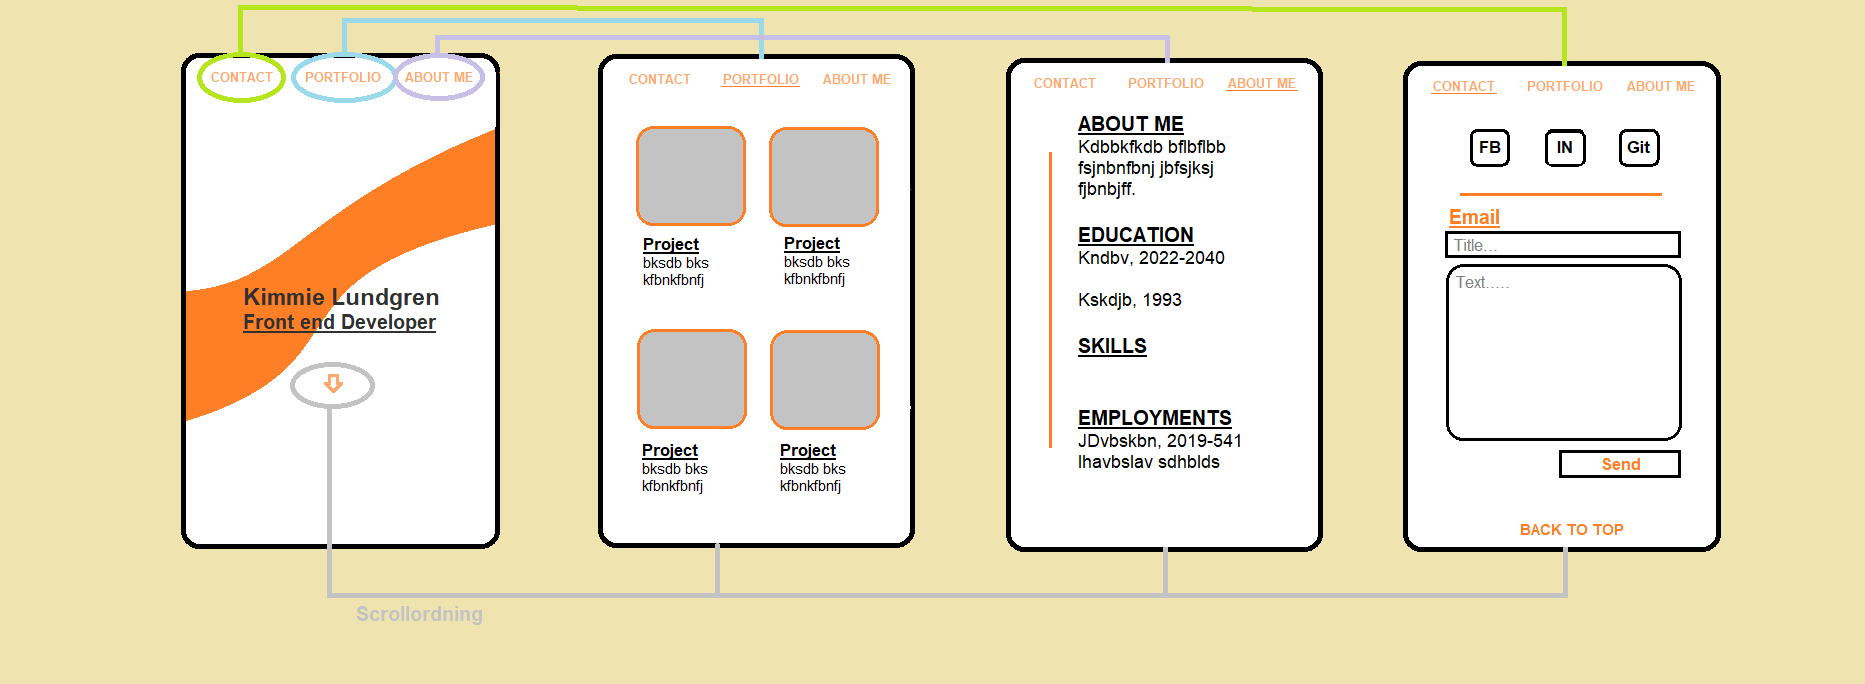 CONTACT PORTFOLIO ABOUT ME
Kimmie Lundgren
Front end Developer
Scrollordning
CONTACT PORTFOLIO ABOUT ME
Project
bksdb bks
kfbnkfbnfj
Project
bksdb bks
kfbnkfbnfj
Project
bksdb bks
kfbnkfbnfj
Project
bksdb bks
kfbnkfbnfj
CONTACT PORTFOLIO ABOUT ME
ABOUT ME
Kdbbkfkdb bflbflbb
fsjnbnfbnj jbfsjksj
fjbnbjff.
EDUCATION
Kndbv, 2022-2040
Kskdjb, 1993
SKILLS
EMPLOYMENTS
JDvbskbn, 2019-541
lhavbslav sdhblds
CONTACT PORTFOLIO ABOUT ME
FB IN Git
Email
Title...
Text.....
Send
BACK TO TOP